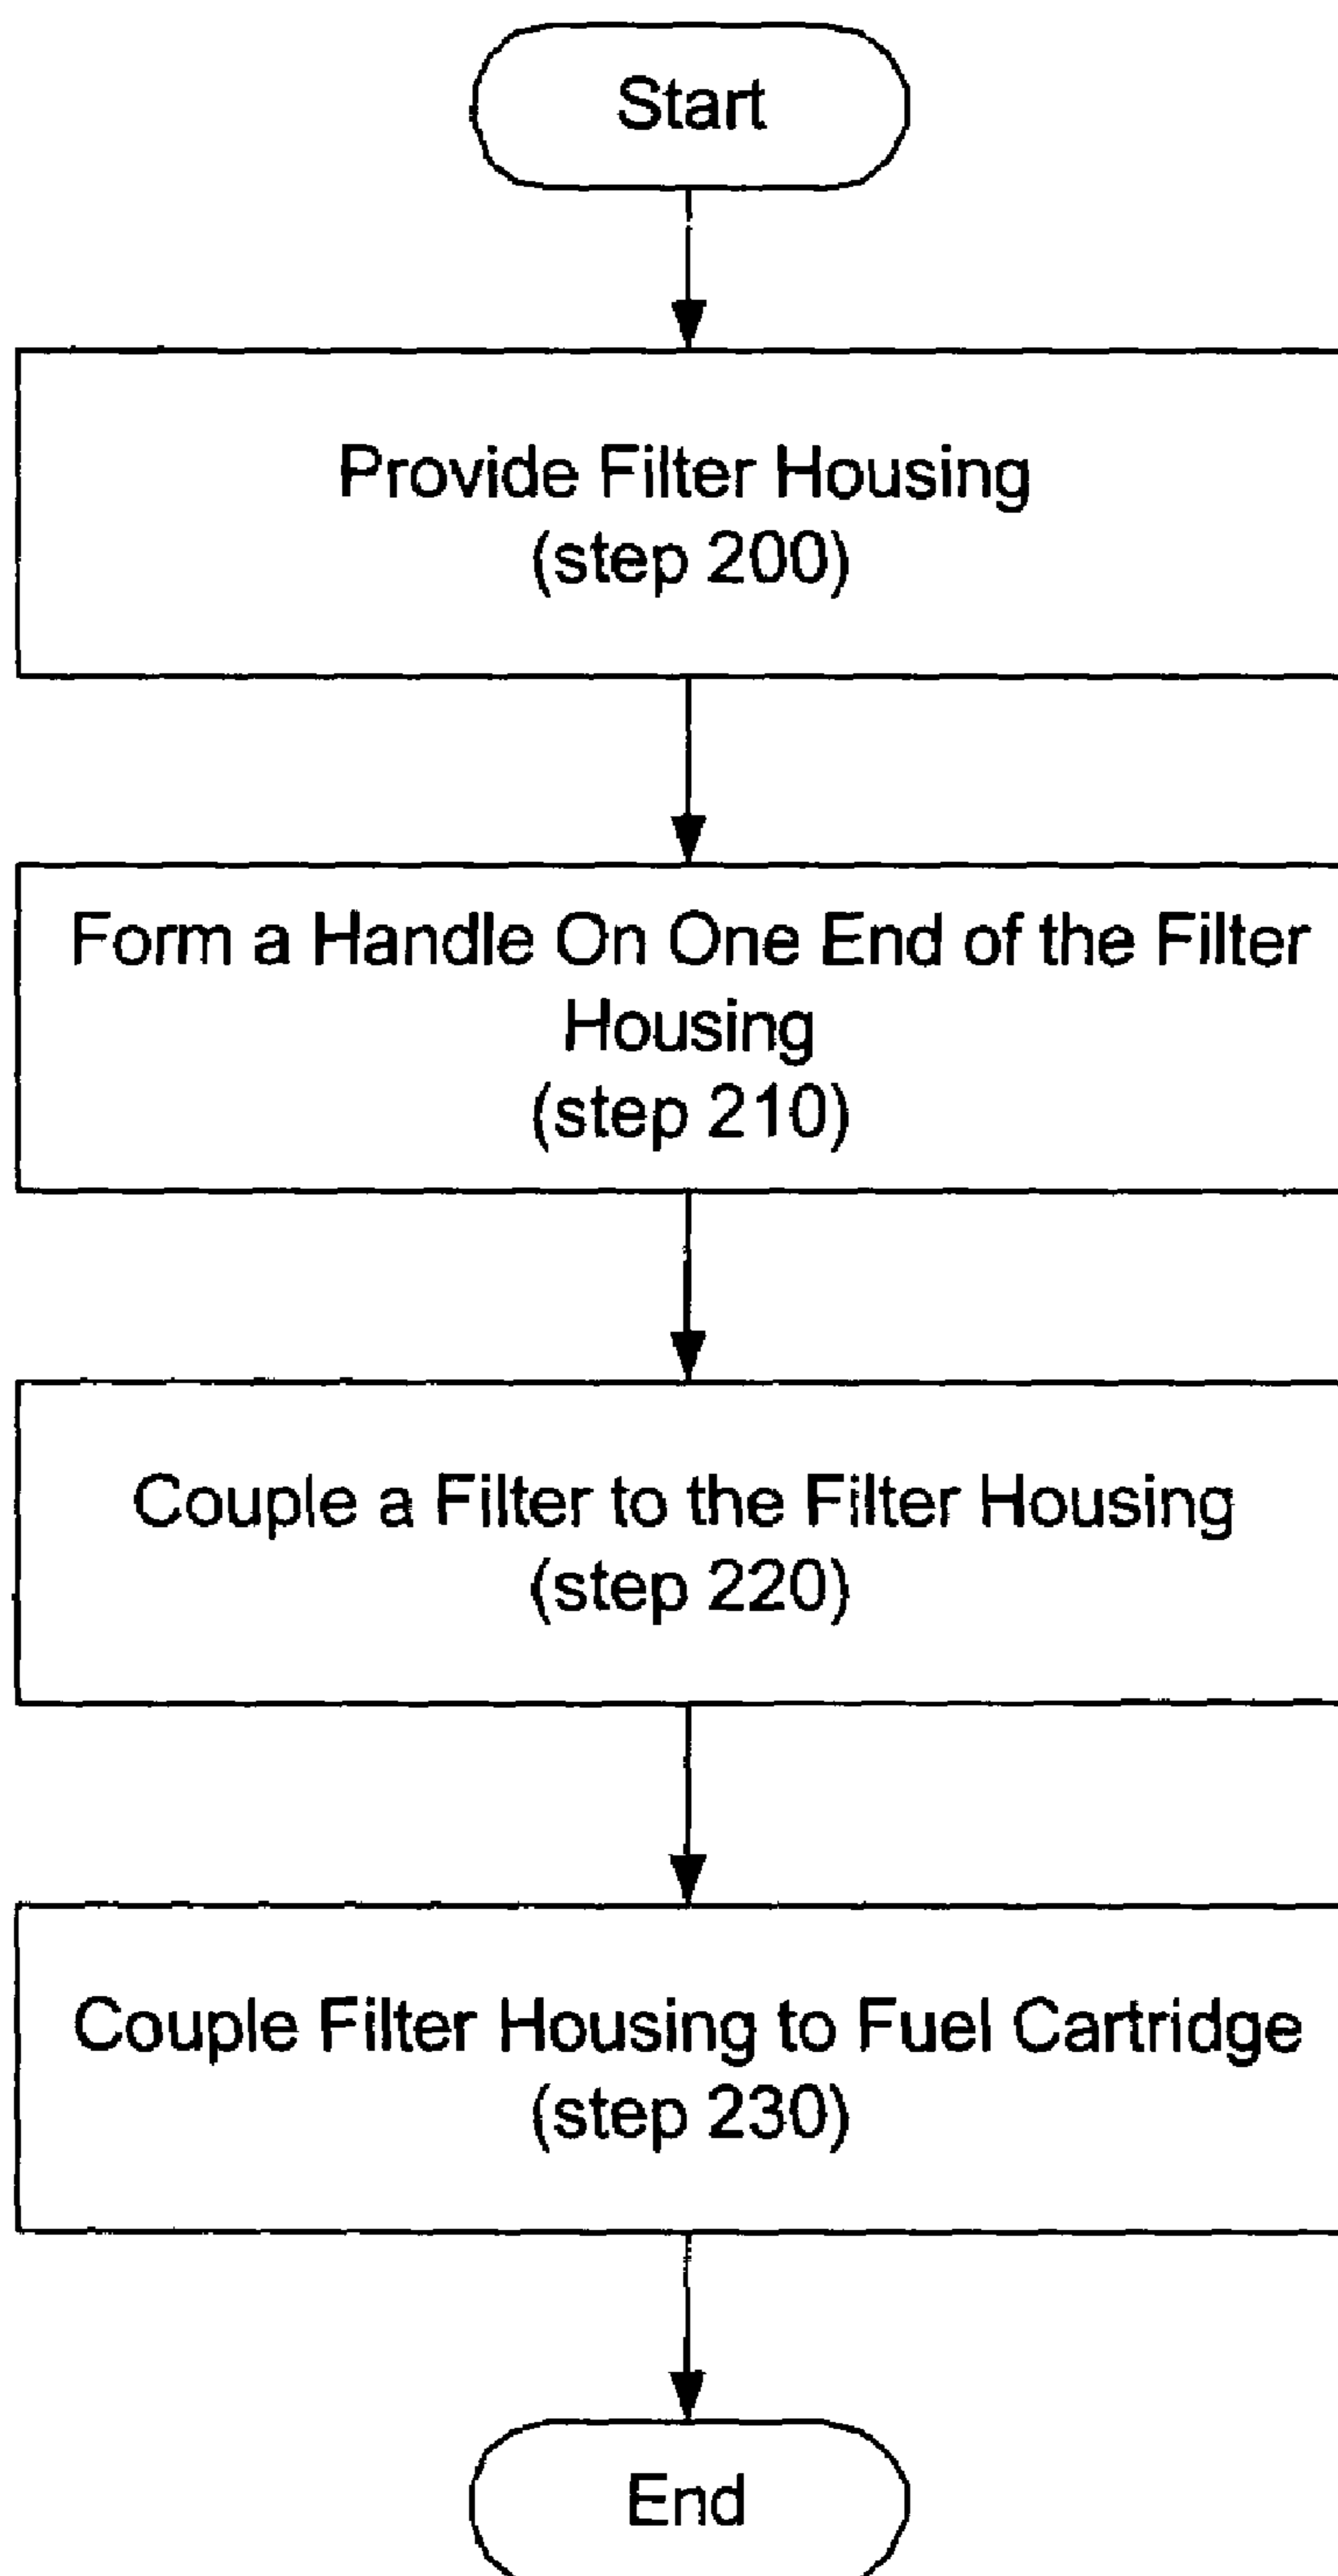 Start
Provide Filter Housing
(step 200)
Form a Handle On One End of the Filter
Housing
(step 210)
Couple a Filter to the Filter Housing
(step 220)
Couple Filter Housing to Fuel Cartridge
(step 230)
End